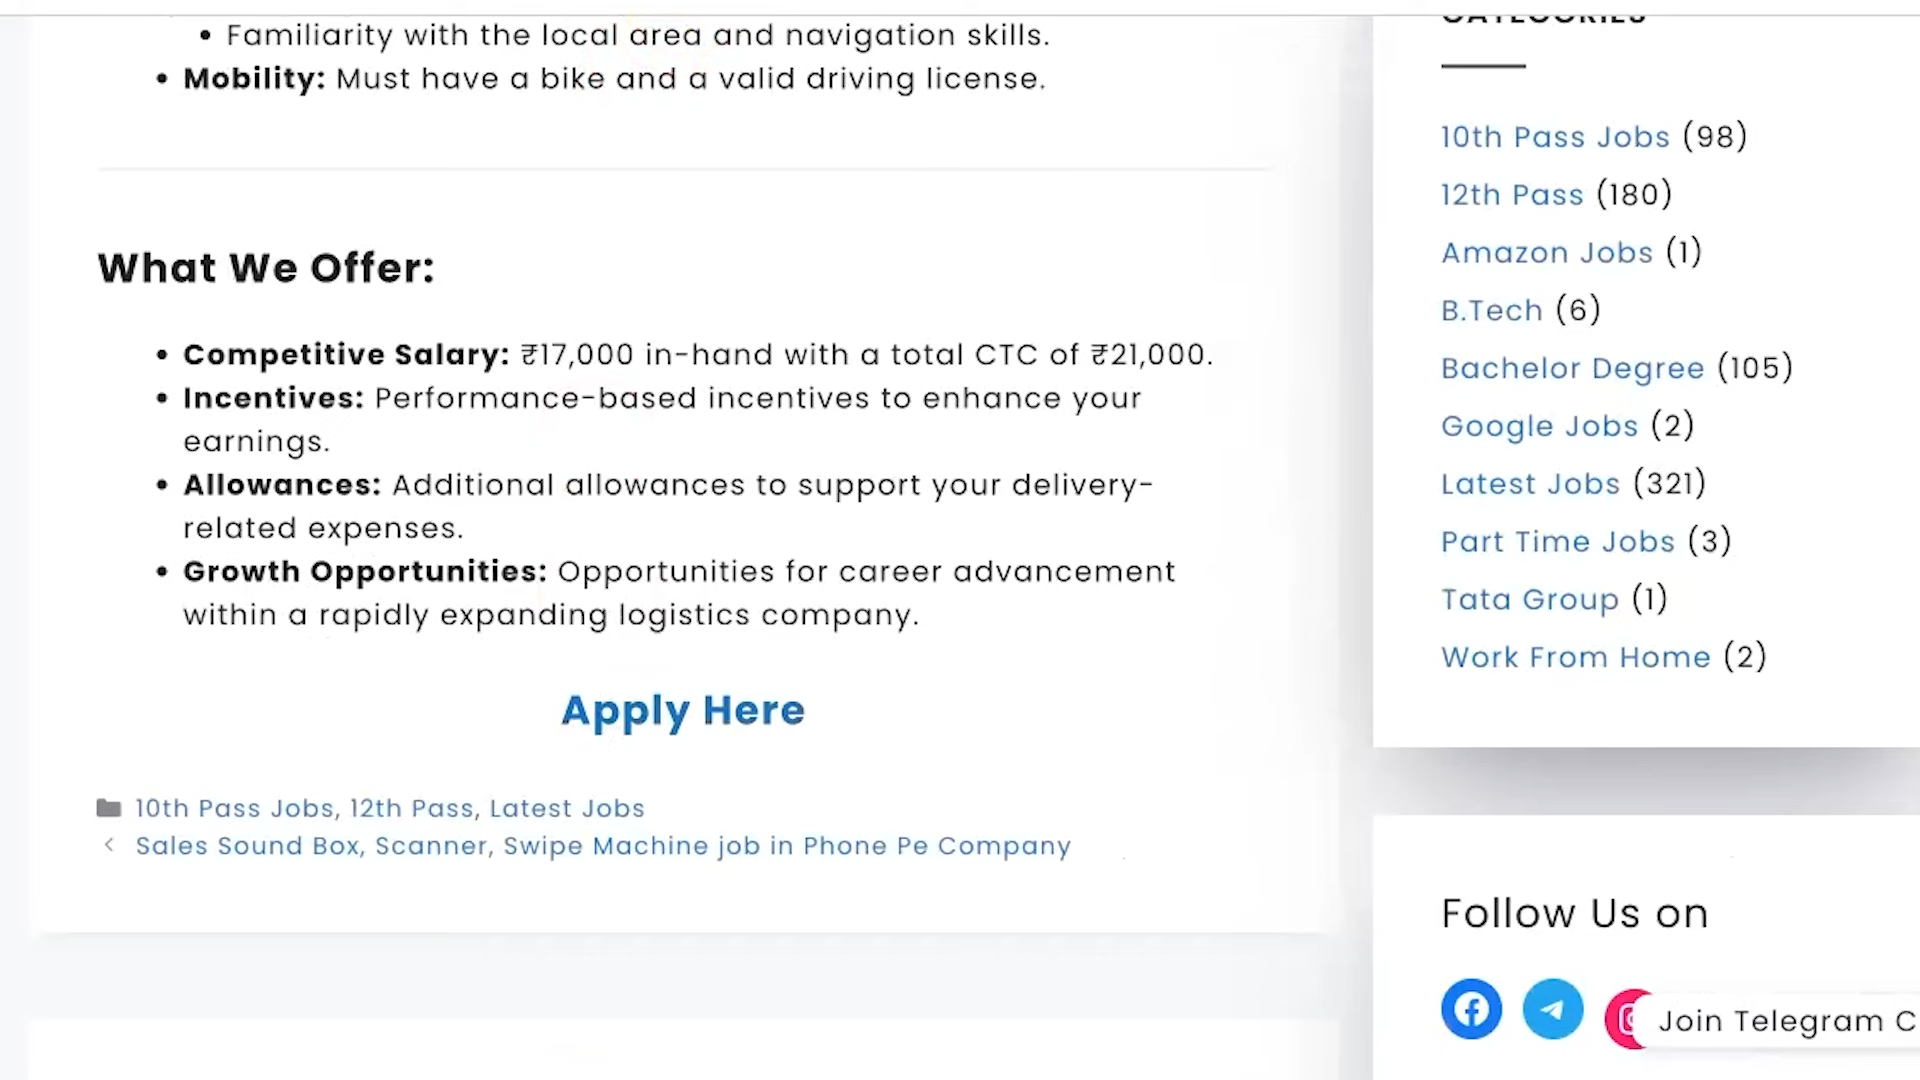 Familiarity with the local area and navigation skills.
Mobility: Must have a bike and a valid driving license.
What We Offer:
Competitive Salary: ₹17,000 in-hand with a total CTC of ₹21,000.
Incentives: Performance-based incentives to enhance your
earnings.
Allowances: Additional allowances to support your delivery-
related expenses.
Growth Opportunities: Opportunities for career advancement
within a rapidly expanding logistics company.
Apply Here
10th Pass Jobs, 12th Pass, Latest Jobs
Sales Sound Box, Scanner, Swipe Machine job in Phone Pe Company
CATEGORIES
10th Pass Jobs (98)
12th Pass (180)
Amazon Jobs (1)
B.Tech (6)
Bachelor Degree (105)
Google Jobs (2)
Latest Jobs (321)
Part Time Jobs (3)
Tata Group (1)
Work From Home (2)
Follow Us on
Join Telegram C